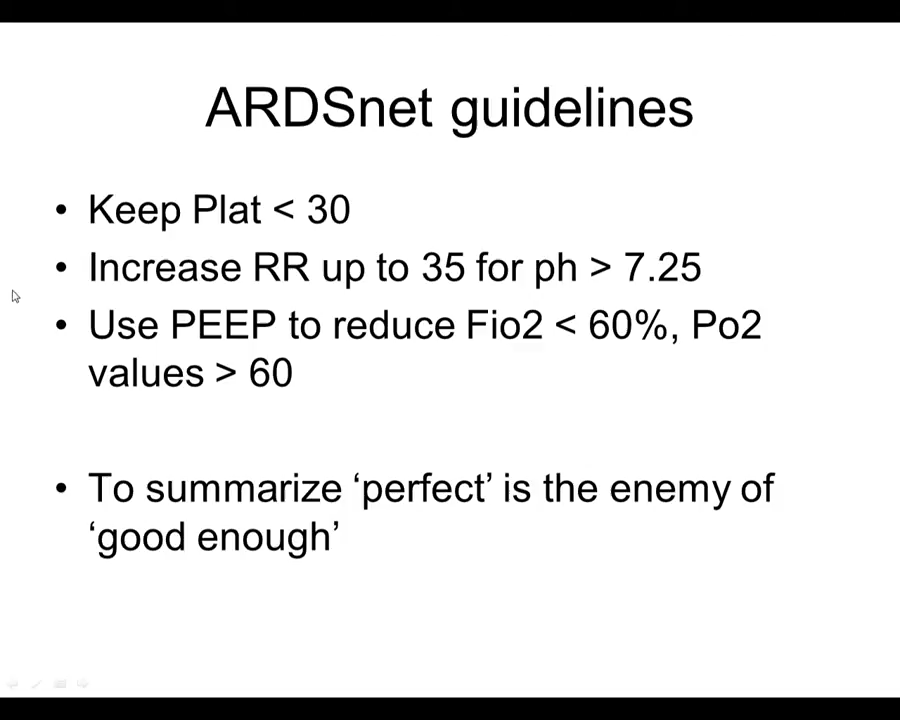 ARDSnet guidelines
• Keep Plat < 30
• Increase RR up to 35 for ph > 7.25
• Use PEEP to reduce Fio2 < 60%, Po2
values > 60
• To summarize ‘perfect’ is the enemy of
‘good enough’